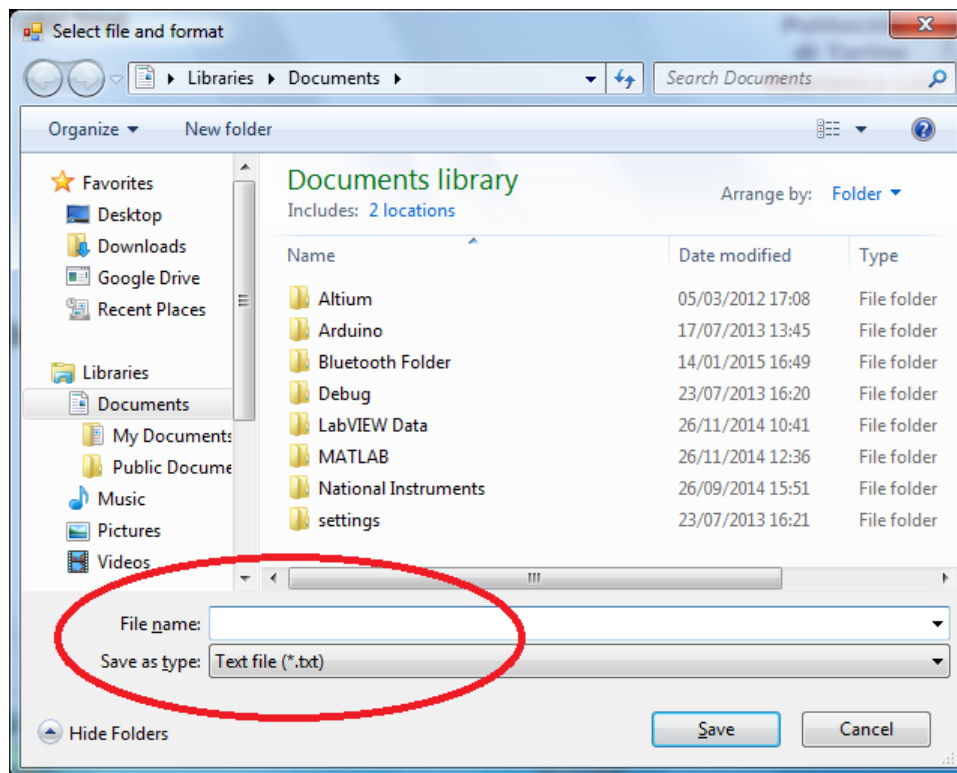 Select file and format
Libraries Documents
Search Documents
Organize New folder
Favorites
Desktop
Downloads
Google Drive
Recent Places
Libraries
Documents
My Documents
Public
Music
Pictures
Videos
Documents library
Includes: 2 locations
Arrange by: Folder
Name Date modified Type
Altium 05/03/2012 17:08 File folder
Arduino 17/07/2013 13:45 File folder
Bluetooth Folder 14/01/2015 16:49 File folder
Debug 23/07/2013 16:20 File folder
LabVIEW Data 26/11/2014 10:41 File folder
MATLAB 26/11/2014 12:36 File folder
National Instruments 26/09/2014 15:51 File folder
settings 23/07/2013 16:21 File folder
File name:
Save as type: Text file (*.txt)
Hide Folders
Save Cancel